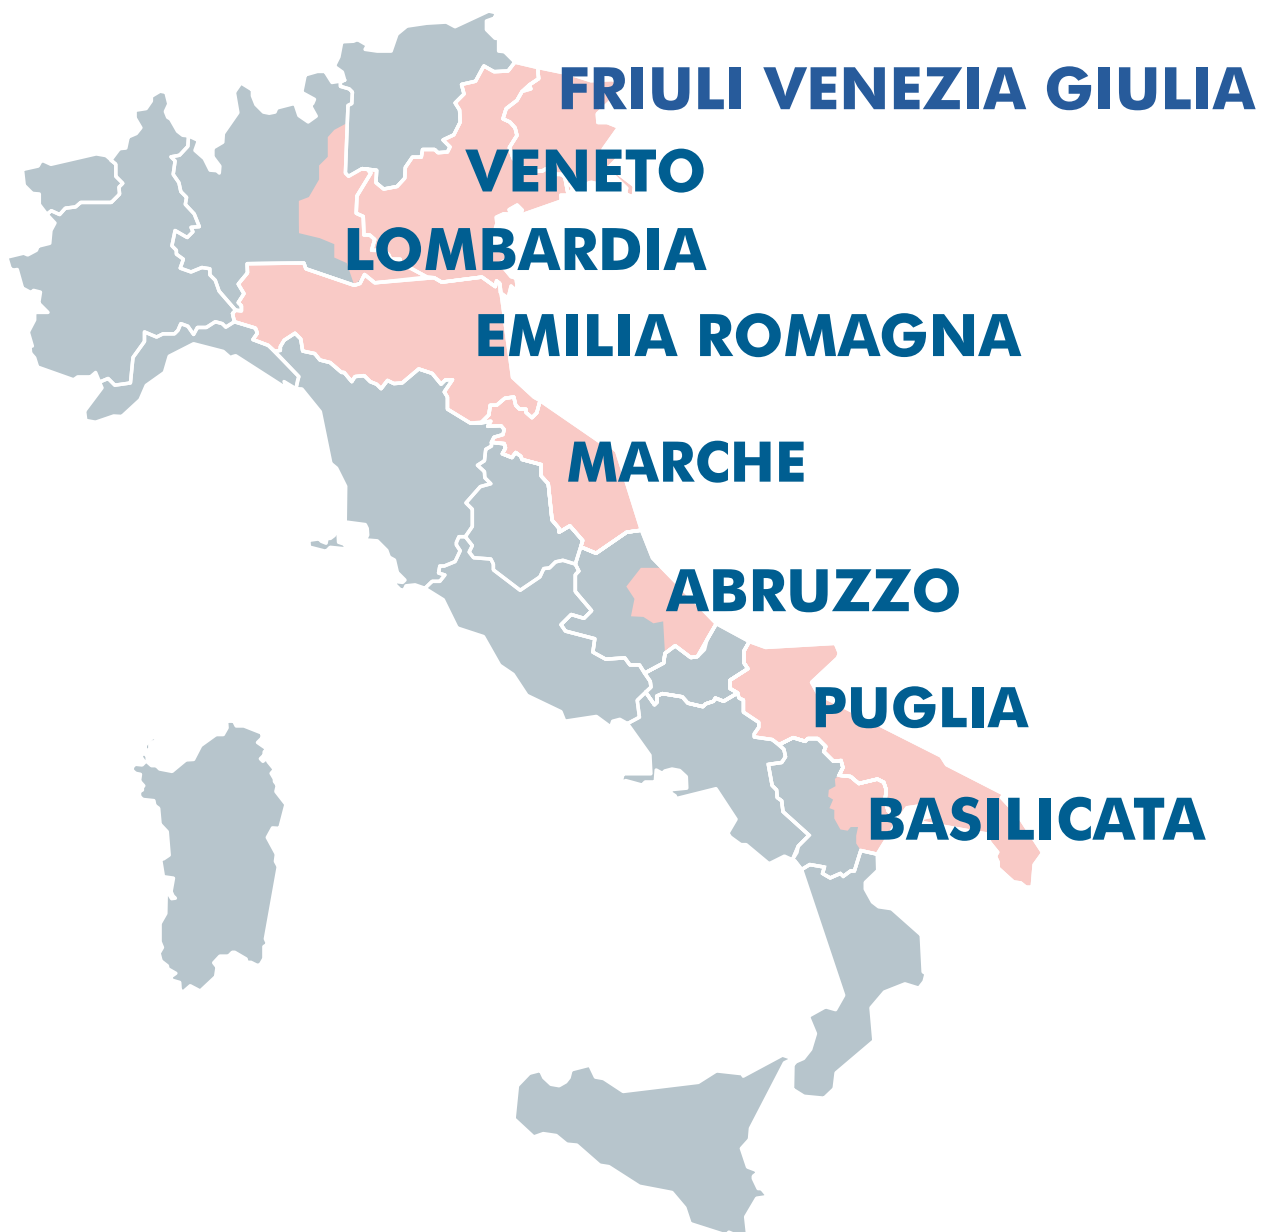 FRIULI VENEZIA GIULIA
VENETO
LOMBARDIA
EMILIA ROMAGNA
MARCHE
ABRUZZO
PUGLIA
BASILICATA